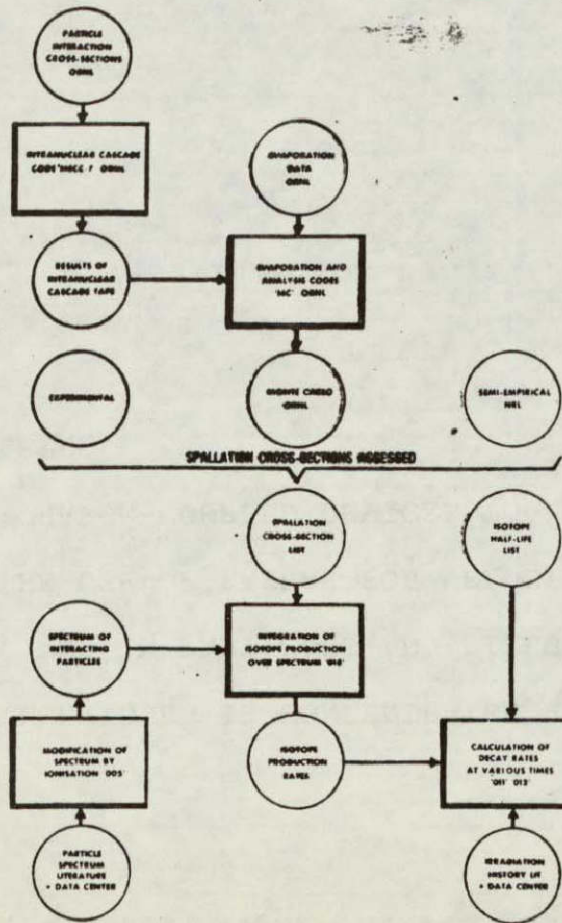 PARTICLE
INTERACTION
CROSS-SECTIONS
ORNL
INTRANUCLEAR CASCADE
CODE ORNL
EVAPORATION
DATA
ORNL
RESULTS OF
INTRANUCLEAR
CASCADE TAPE
EVAPORATION AND
ANALYSIS CODES
ORNL
EXPERIMENTAL
MONTE CARLO
ORNL
SEMI-EMPIRICAL
NRL
SPALLATION CROSS-SECTIONS ASSESSED
SPALLATION
CROSS-SECTION
LIST
ISOTOPE
HALF-LIFE
LIST
SPECTRUM OF
INTERACTING
PARTICLES
INTEGRATION OF
ISOTOPE PRODUCTION
OVER SPECTRUM
MODIFICATION OF
SPECTRUM BY
IONISATION
ISOTOPE
PRODUCTION
RATES
CALCULATION OF
DECAY RATES
AT VARIOUS TIMES
PARTICLE
SPECTRUM
LITERATURE
+ DATA CENTER
IRRADIATION
HISTORY LIT
+ DATA CENTER